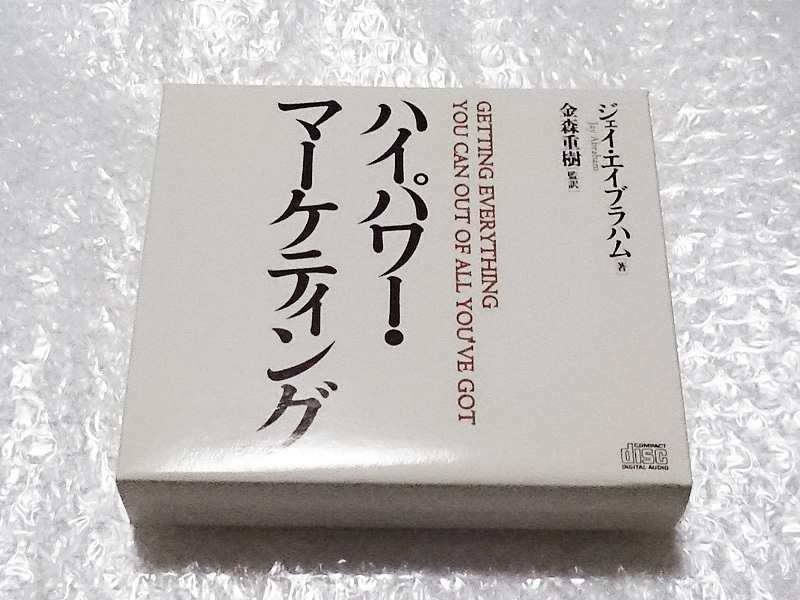 ジェイ・エイブラハム[著]
Jay Abraham
金森重樹[監訳]
GETTING EVERYTHING
YOU CAN OUT OF ALL YOU'VE GOT
ハイパワー・
マーケティング
COMPACT
disc
DIGITAL AUDIO